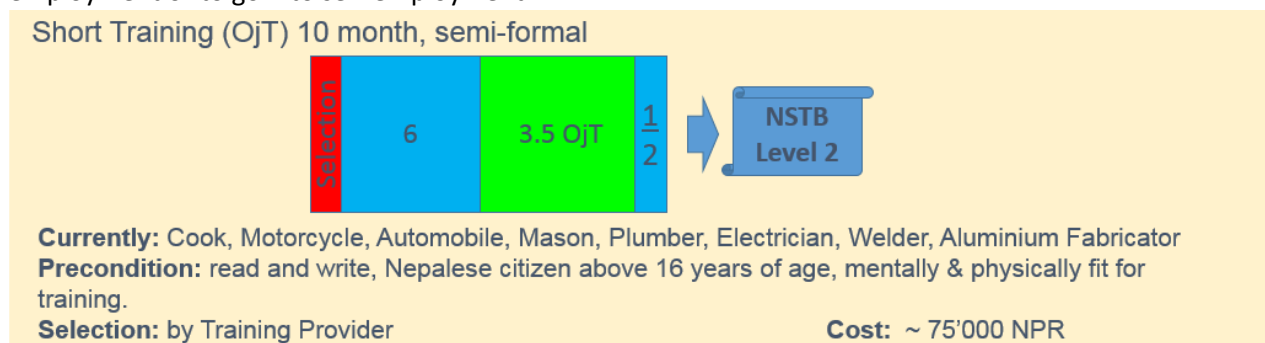 Short Training (OjT) 10 month, semi-formal
Selection
6
3.5 OjT
1
2
NSTB
Level 2
Currently: Cook, Motorcycle, Automobile, Mason, Plumber, Electrician, Welder, Aluminium Fabricator
Precondition: read and write, Nepalese citizen above 16 years of age, mentally & physically fit for
training.
Selection: by Training Provider
Cost: ~ 75'000 NPR